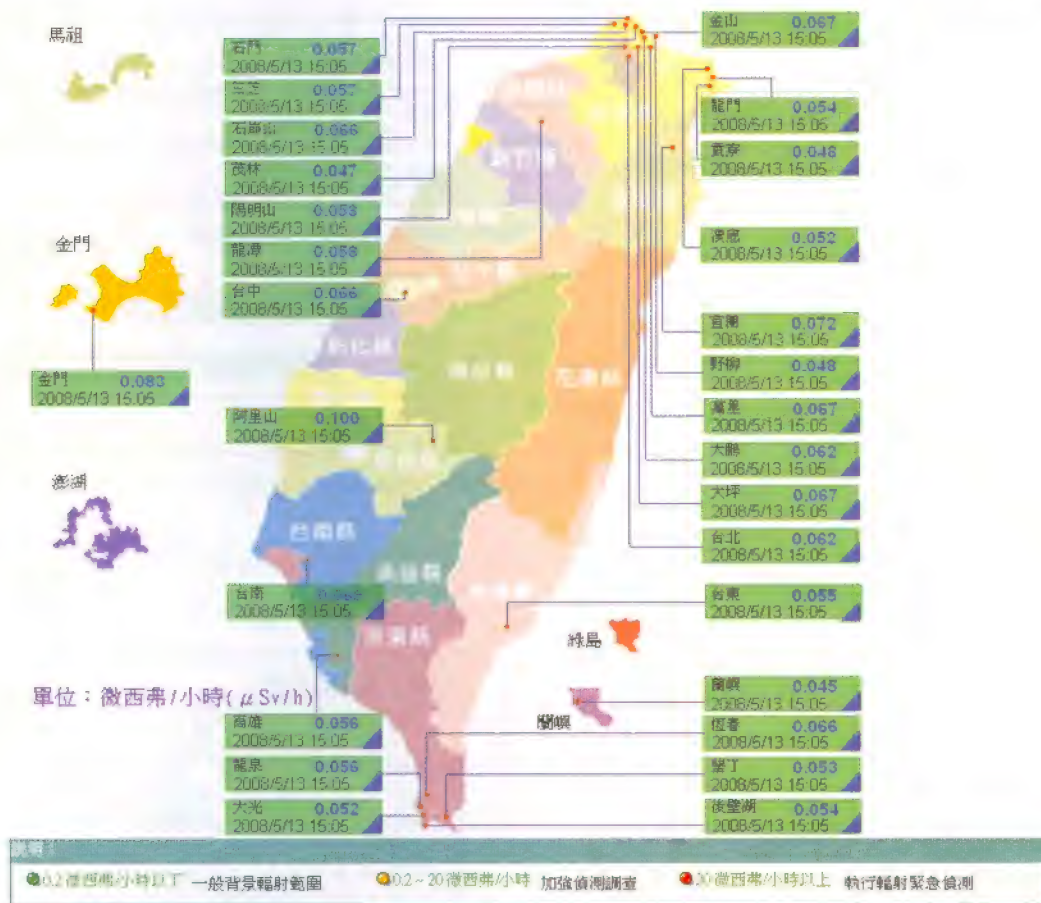 馬祖
石門 0.057
2008/5/13 15:05
三芝 0.057
2008/5/13 15:05
石崩山 0.066
2008/5/13 15:05
茂林 0.047
2008/5/13 15:05
陽明山 0.053
2008/5/13 15:05
龍潭 0.058
2008/5/13 15:05
台中 0.066
2008/5/13 15:05
金門
金門 0.083
2008/5/13 15:05
阿里山 0.100
2008/5/13 15:05
澎湖
台南
2008/5/13 15:05
單位：微西弗/小時(μSv/h)
高雄 0.056
2008/5/13 15:05
龍泉 0.056
2008/5/13 15:05
大光 0.052
2008/5/13 15:05
新竹縣
彰化縣
南投縣
花蓮縣
台南縣
高雄縣
屏東縣
綠島
蘭嶼
金山 0.067
2008/5/13 15:05
龍門 0.054
2008/5/13 15:05
貢寮 0.048
2008/5/13 15:05
澳底 0.052
2008/5/13 15:05
宜蘭 0.072
2008/5/13 15:05
野柳 0.048
2008/5/13 15:05
萬里 0.067
2008/5/13 15:05
大鵬 0.062
2008/5/13 15:05
大坪 0.067
2008/5/13 15:05
台北 0.062
2008/5/13 15:05
台東 0.055
2008/5/13 15:05
蘭嶼 0.045
2008/5/13 15:05
恆春 0.066
2008/5/13 15:05
墾丁 0.053
2008/5/13 15:05
後壁湖 0.054
2008/5/13 15:05
0.2微西弗/小時以下 一般背景輻射範圍 0.2~20微西弗/小時 加強偵測調查 20微西弗/小時以上 執行輻射緊急偵測